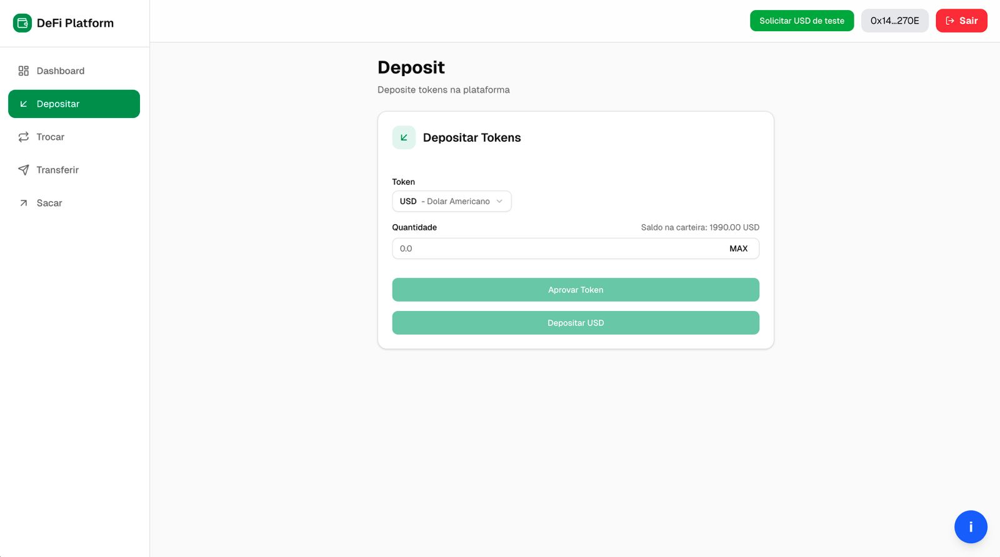 DeFi Platform
Solicitar USD de teste
0x14...270E
Sair
Dashboard
Depositar
Trocar
Transferir
Sacar
Deposit
Deposite tokens na plataforma
Depositar Tokens
Token
USD - Dolar Americano
Quantidade
Saldo na carteira: 1990.00 USD
0.0
MAX
Aprovar Token
Depositar USD
i